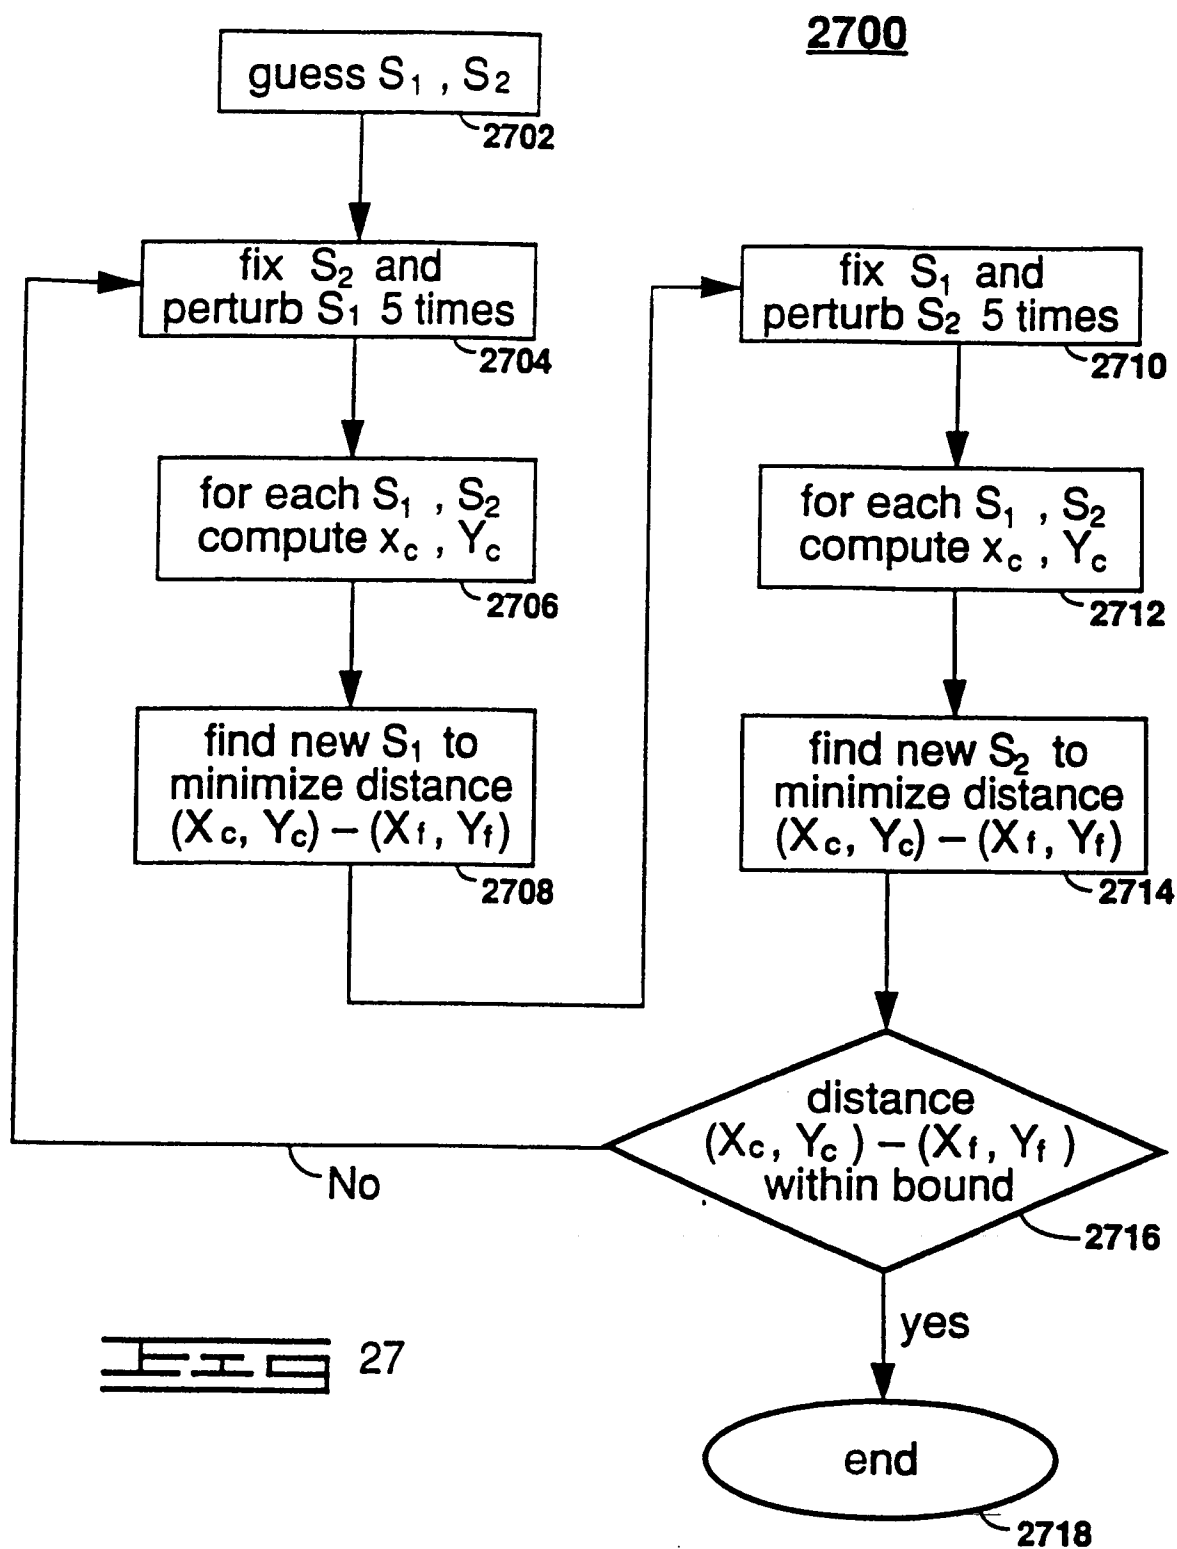 2700
guess S1 , S2
2702
fix S2 and
perturb S1 5 times
2704
for each S1 , S2
compute xc , Yc
2706
find new S1 to
minimize distance
(Xc, Yc) – (Xf, Yf)
2708
fix S1 and
perturb S2 5 times
2710
for each S1 , S2
compute xc , Yc
2712
find new S2 to
minimize distance
(Xc, Yc) – (Xf, Yf)
2714
distance
(Xc, Yc ) – (Xf, Yf )
within bound
2716
No
yes
end
2718
FIG 27